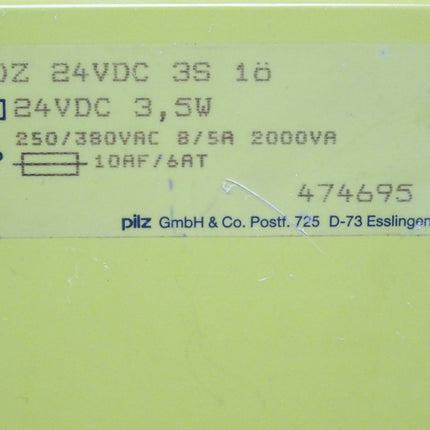 OZ 24VDC 3S 1ö
24VDC 3,5W
250/380VAC 8/5A 2000VA
10AF/6AT
474695
pilz GmbH & Co. Postf. 725 D-73 Esslingen